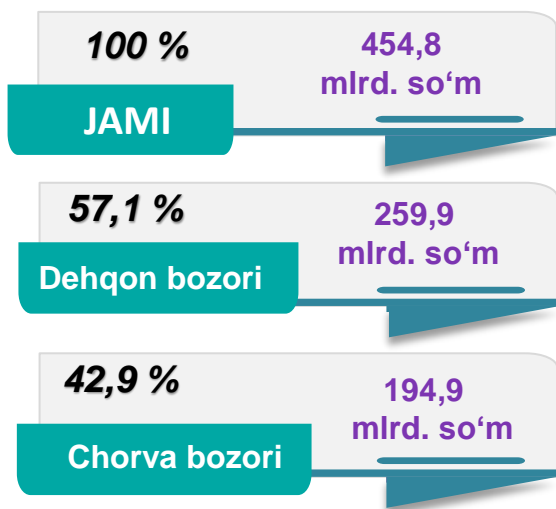 100 %
454,8
mlrd. so‘m
JAMI
57,1 %
259,9
mlrd. so‘m
Dehqon bozori
42,9 %
194,9
mlrd. so‘m
Chorva bozori